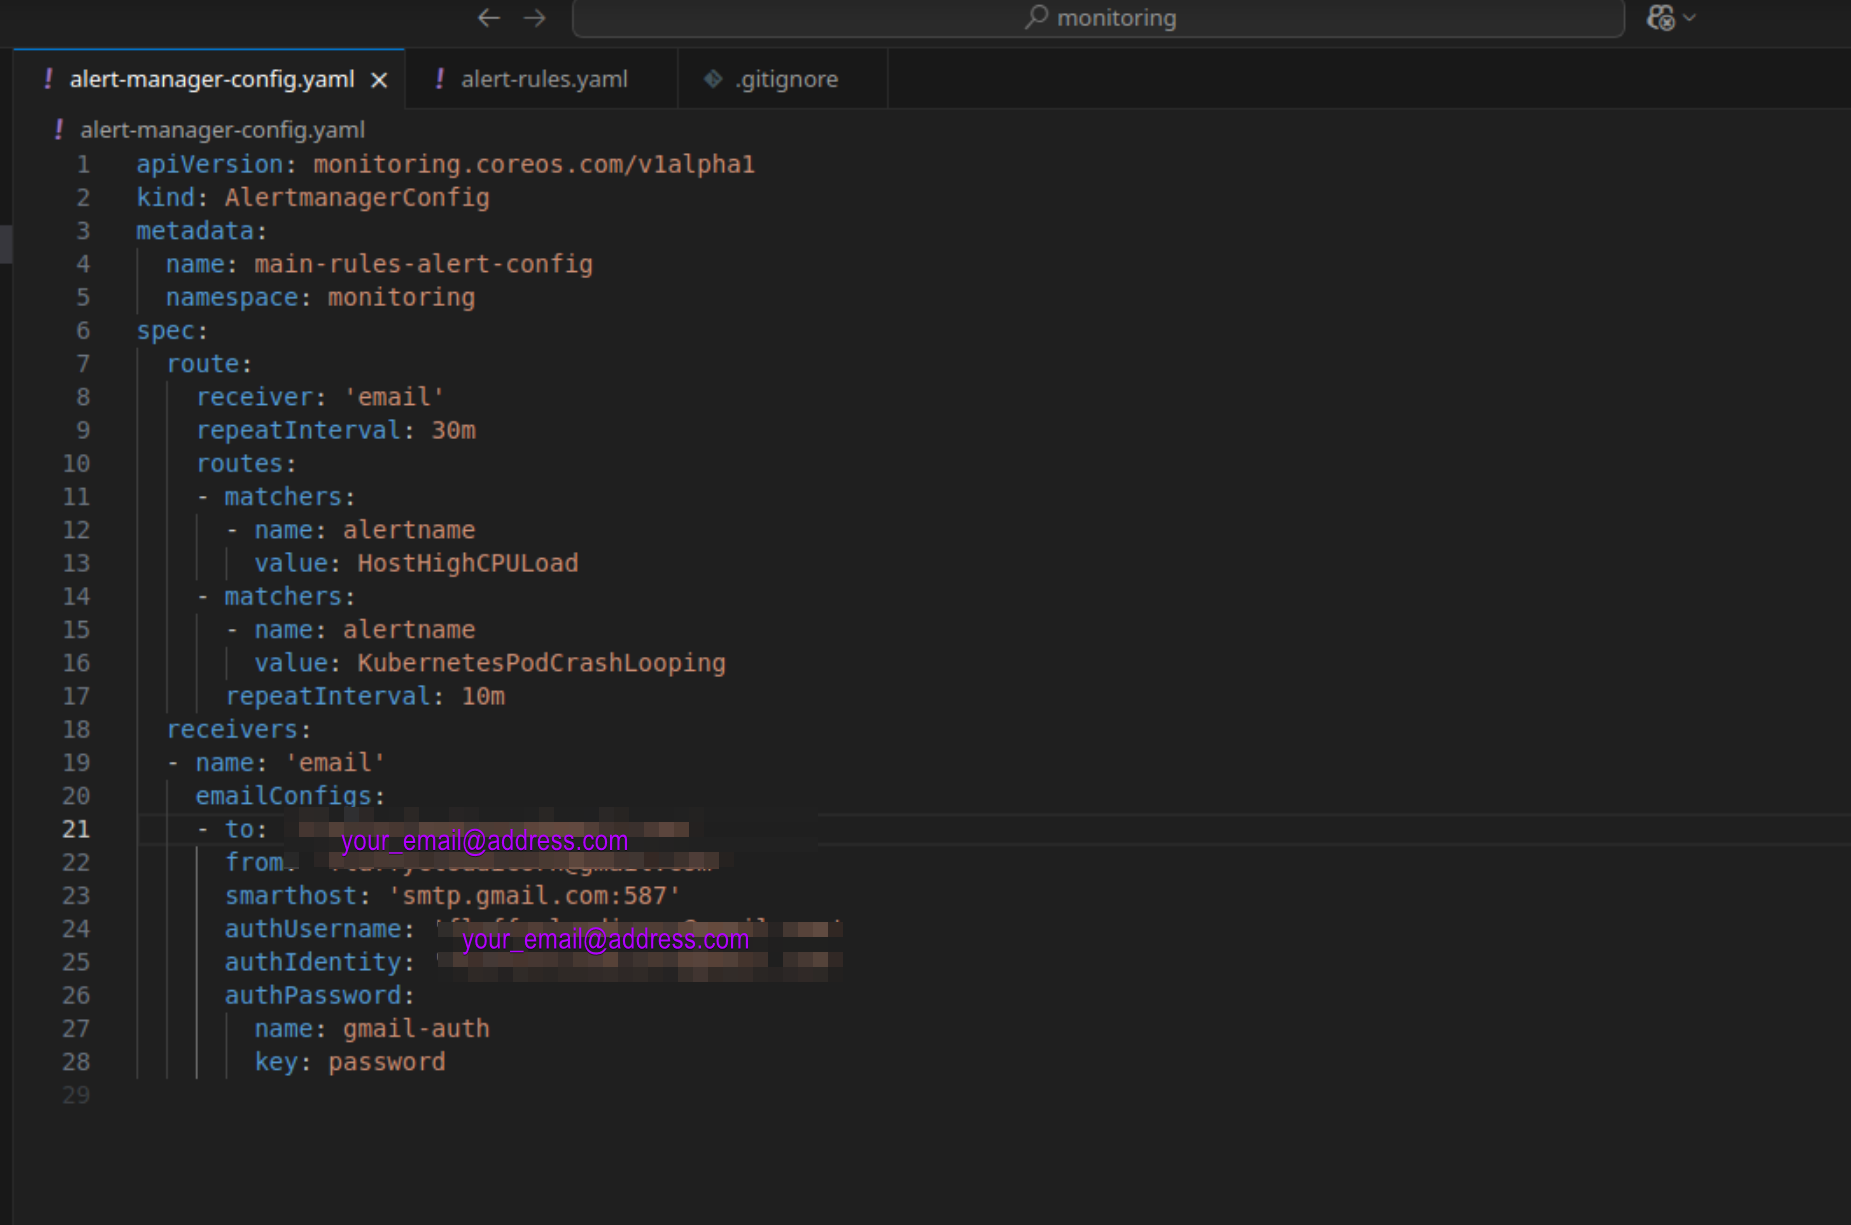 monitoring
! alert-manager-config.yaml × ! alert-rules.yaml .gitignore
! alert-manager-config.yaml
1 apiVersion: monitoring.coreos.com/v1alpha1
2 kind: AlertmanagerConfig
3 metadata:
4 name: main-rules-alert-config
5 namespace: monitoring
6 spec:
7 route:
8 receiver: 'email'
9 repeatInterval: 30m
10 routes:
11 - matchers:
12 - name: alertname
13 value: HostHighCPULoad
14 - matchers:
15 - name: alertname
16 value: KubernetesPodCrashLooping
17 repeatInterval: 10m
18 receivers:
19 - name: 'email'
20 emailConfigs:
21 - to:
your_email@address.com
22 from:
23 smarthost: 'smtp.gmail.com:587'
24 authUsername:
your_email@address.com
25 authIdentity:
26 authPassword:
27 name: gmail-auth
28 key: password
29